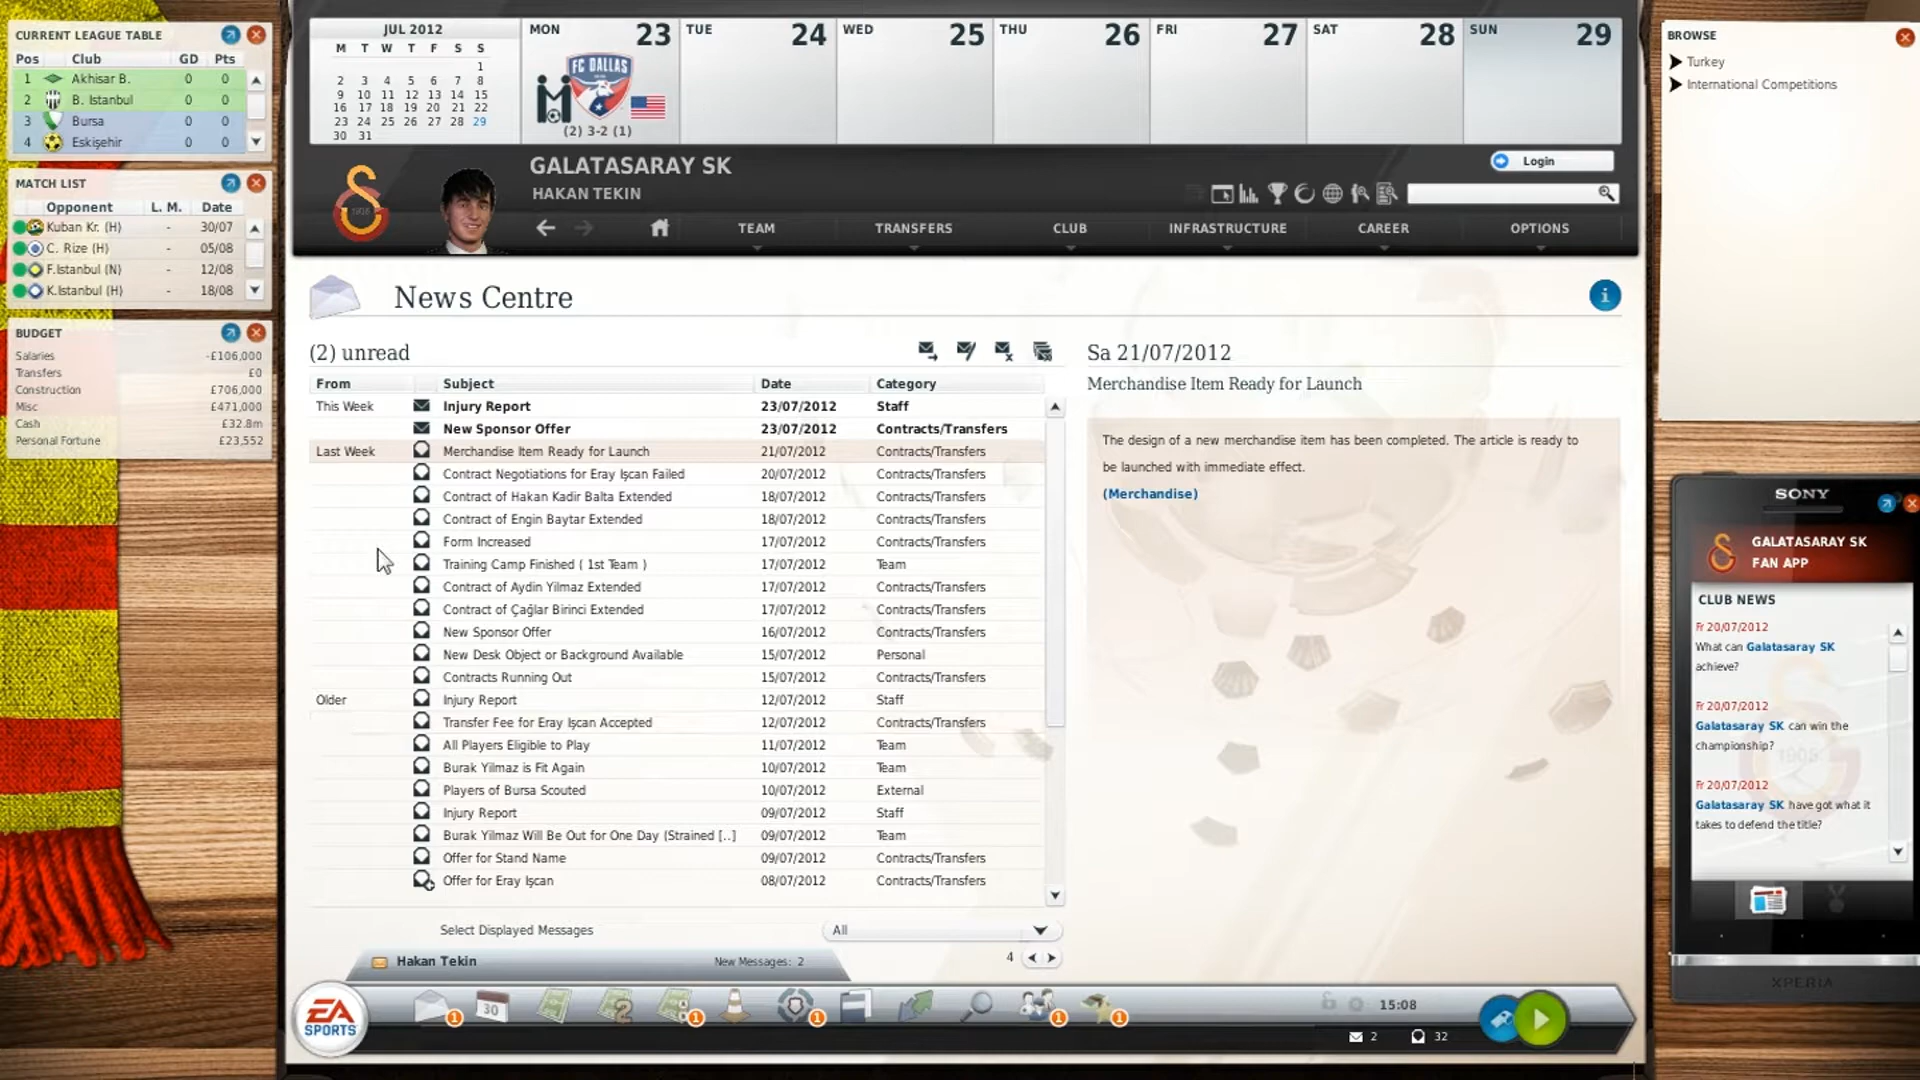 CURRENT LEAGUE TABLE
Pos Club GD Pts
1 Akhisar B. 0 0
2 B. Istanbul 0 0
3 Bursa 0 0
4 Eskişehir 0 0
MATCH LIST
Opponent L. M. Date
Kuban Kr. (H) - 30/07
C. Rize (H) - 05/08
F.Istanbul (N) - 12/08
K.Istanbul (H) - 18/08
BUDGET
Salaries -£106,000
Transfers £0
Construction £706,000
Misc £471,000
Cash £32.8m
Personal Fortune £23,552
JUL 2012
M T W T F S S
1
2 3 4 5 6 7 8
9 10 11 12 13 14 15
16 17 18 19 20 21 22
23 24 25 26 27 28 29
30 31
MON 23
FC DALLAS
(2) 3-2 (1)
TUE 24
WED 25
THU 26
FRI 27
SAT 28
SUN 29
GALATASARAY SK
HAKAN TEKIN
Login
TEAM TRANSFERS CLUB INFRASTRUCTURE CAREER OPTIONS
News Centre
(2) unread
From Subject Date Category
This Week Injury Report 23/07/2012 Staff
New Sponsor Offer 23/07/2012 Contracts/Transfers
Last Week Merchandise Item Ready for Launch 21/07/2012 Contracts/Transfers
Contract Negotiations for Eray Işcan Failed 20/07/2012 Contracts/Transfers
Contract of Hakan Kadir Balta Extended 18/07/2012 Contracts/Transfers
Contract of Engin Baytar Extended 18/07/2012 Contracts/Transfers
Form Increased 17/07/2012 Contracts/Transfers
Training Camp Finished ( 1st Team ) 17/07/2012 Team
Contract of Aydin Yilmaz Extended 17/07/2012 Contracts/Transfers
Contract of Çağlar Birinci Extended 17/07/2012 Contracts/Transfers
New Sponsor Offer 16/07/2012 Contracts/Transfers
New Desk Object or Background Available 15/07/2012 Personal
Contracts Running Out 15/07/2012 Contracts/Transfers
Older Injury Report 12/07/2012 Staff
Transfer Fee for Eray Işcan Accepted 12/07/2012 Contracts/Transfers
All Players Eligible to Play 11/07/2012 Team
Burak Yilmaz is Fit Again 10/07/2012 Team
Players of Bursa Scouted 10/07/2012 External
Injury Report 09/07/2012 Staff
Burak Yilmaz Will Be Out for One Day (Strained [..] 09/07/2012 Team
Offer for Stand Name 09/07/2012 Contracts/Transfers
Offer for Eray Işcan 08/07/2012 Contracts/Transfers
Select Displayed Messages All
4
Hakan Tekin New Messages: 2
Sa 21/07/2012
Merchandise Item Ready for Launch
The design of a new merchandise item has been completed. The article is ready to
be launched with immediate effect.
(Merchandise)
EA
SPORTS
1
30
2
1
1
1
1
15:08
2 32
BROWSE
Turkey
International Competitions
SONY
GALATASARAY SK
FAN APP
CLUB NEWS
Fr 20/07/2012
What can Galatasaray SK
achieve?
Fr 20/07/2012
Galatasaray SK can win the
championship?
Fr 20/07/2012
Galatasaray SK have got what it
takes to defend the title?
XPERIA